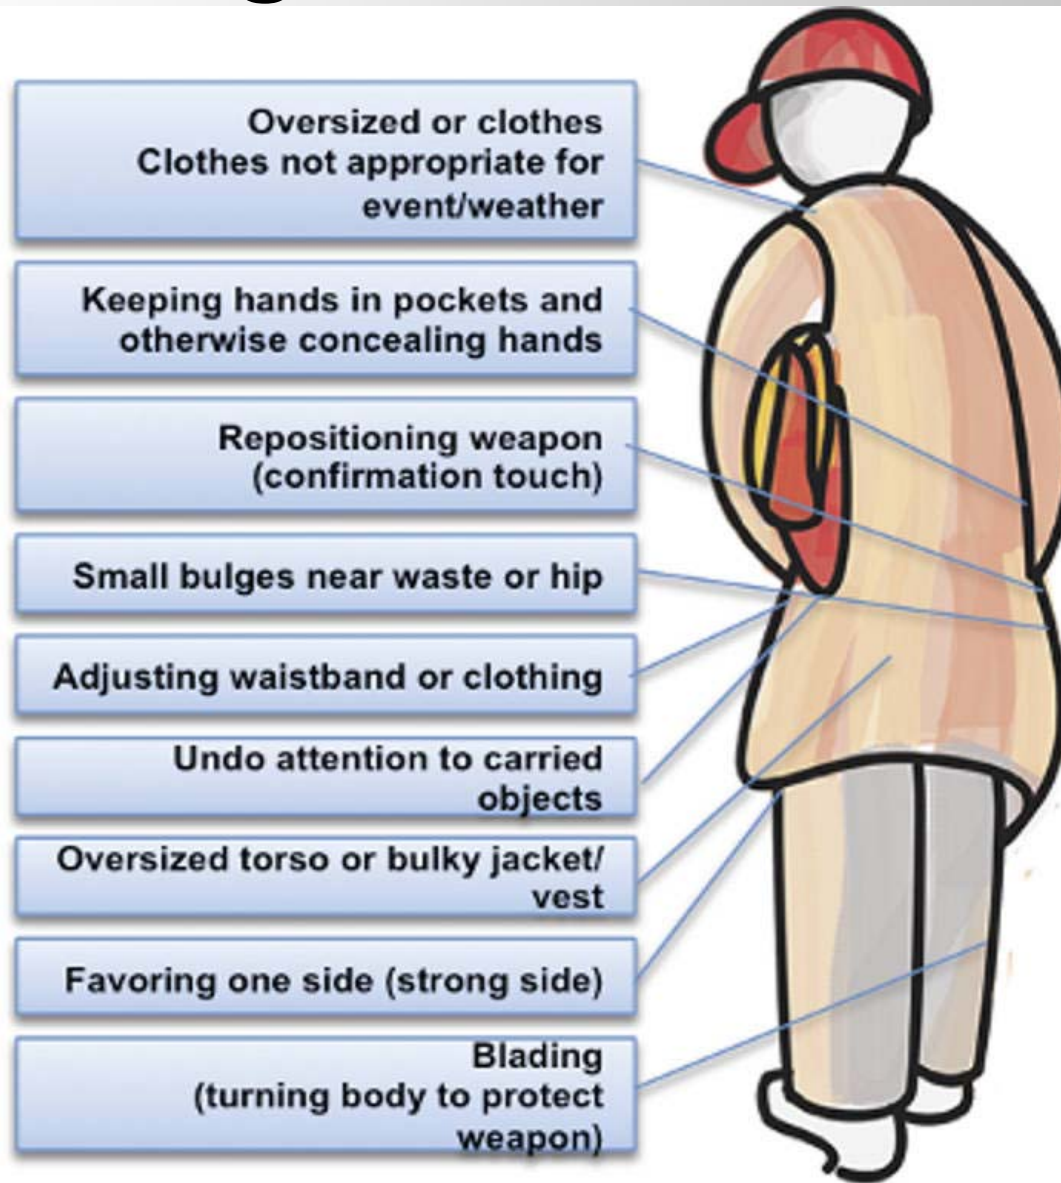 Oversized or clothes
Clothes not appropriate for
event/weather
Keeping hands in pockets and
otherwise concealing hands
Repositioning weapon
(confirmation touch)
Small bulges near waste or hip
Adjusting waistband or clothing
Undo attention to carried
objects
Oversized torso or bulky jacket/
vest
Favoring one side (strong side)
Blading
(turning body to protect
weapon)